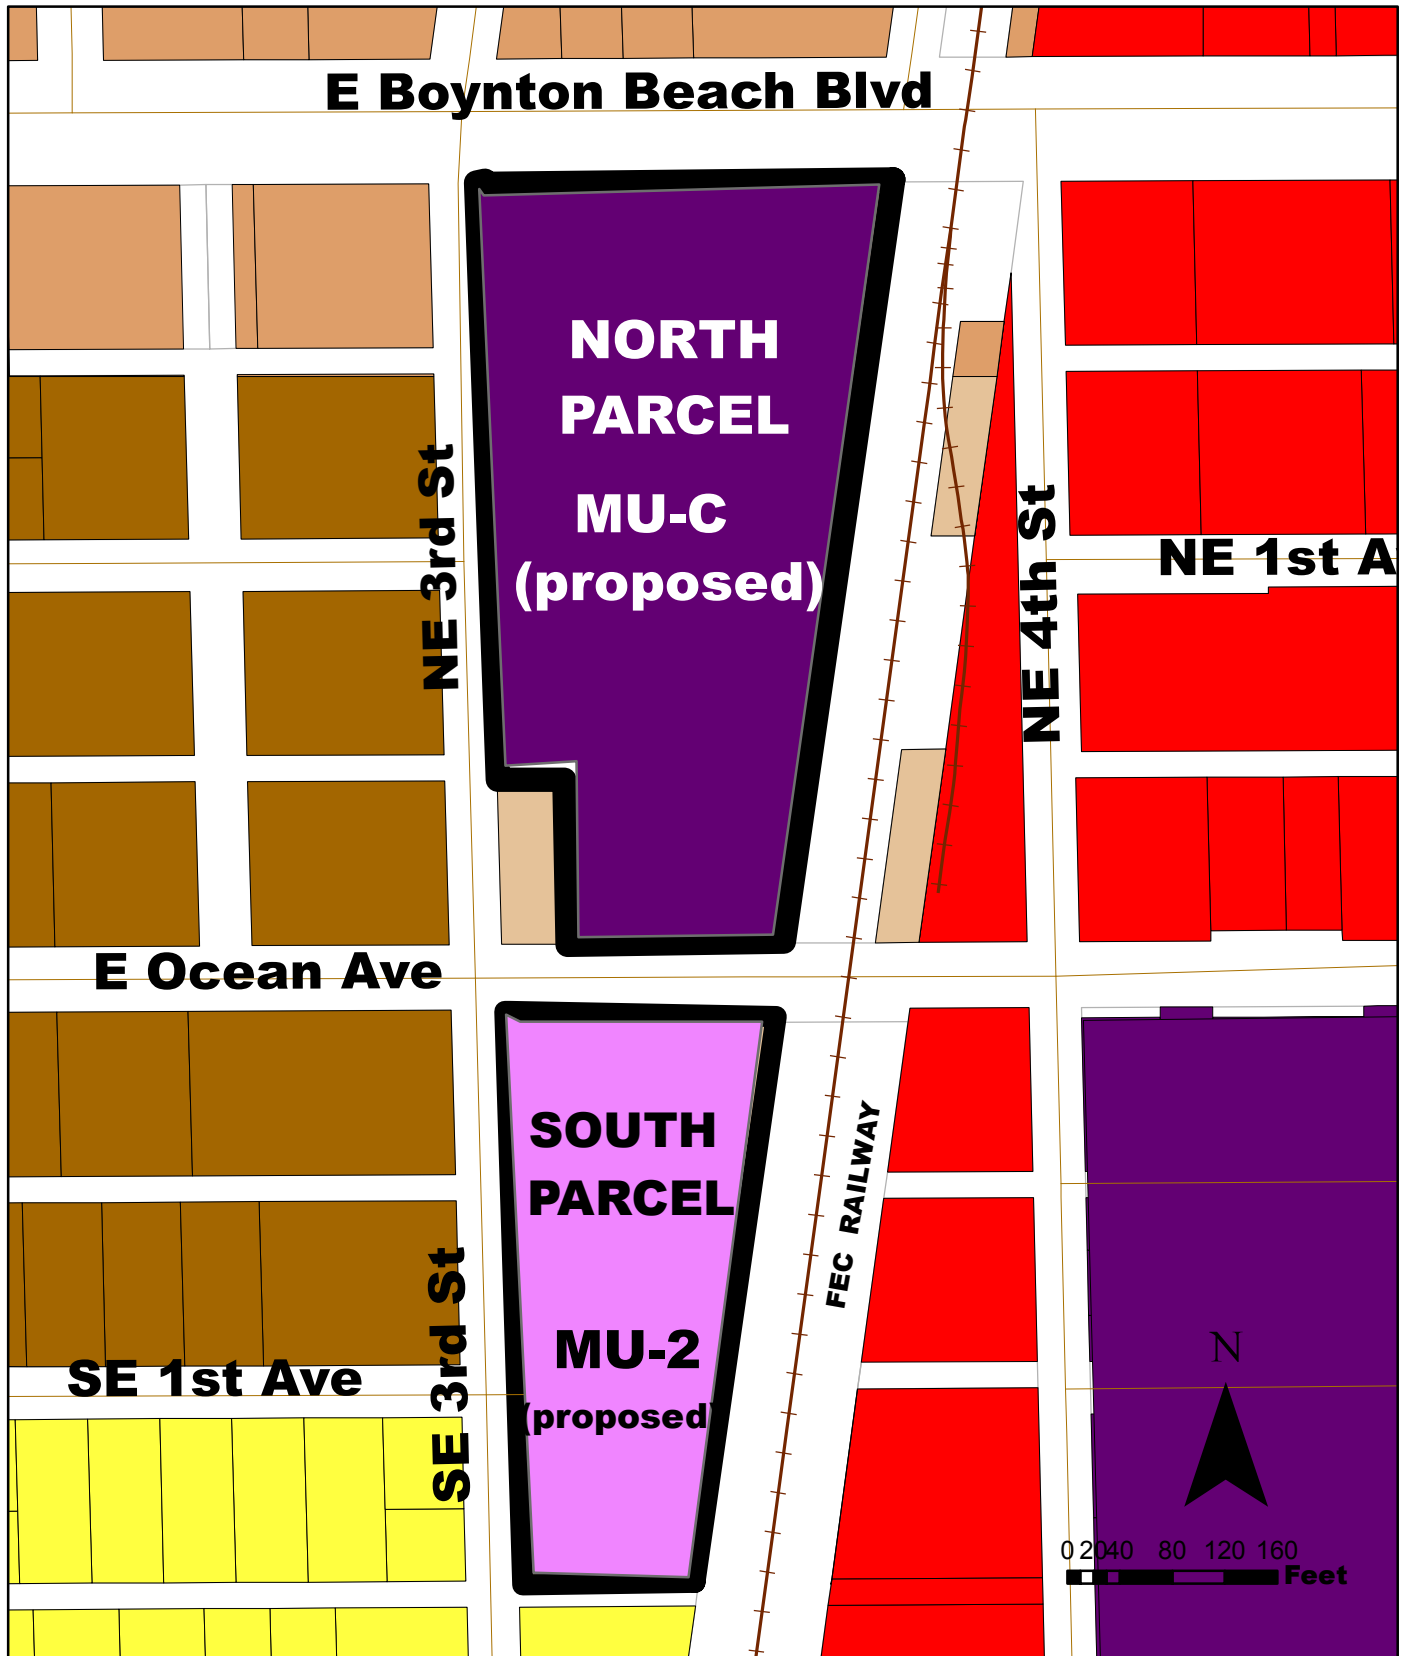 E Boynton Beach Blvd
NORTH
PARCEL
MU-C
(proposed)
NE 3rd St
NE 4th St
NE 1st A
E Ocean Ave
SOUTH
PARCEL
MU-2
(proposed)
FEC RAILWAY
SE 3rd St
SE 1st Ave
N
0 20 40 80 120 160
Feet